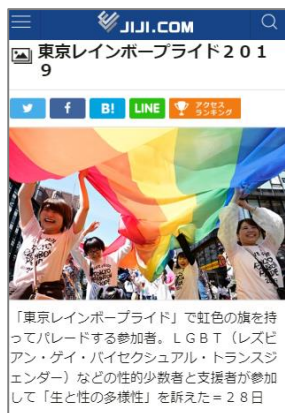 JIJI.COM
東京レインボープライド２０１
９
B!
LINE
アクセス
ランキング
「東京レインボープライド」で虹色の旗を持
ってパレードする参加者。ＬＧＢＴ（レズビ
アン・ゲイ・バイセクシュアル・トランスジ
ェンダー）などの性的少数者と支援者が参加
して「生と性の多様性」を訴えた＝２８日